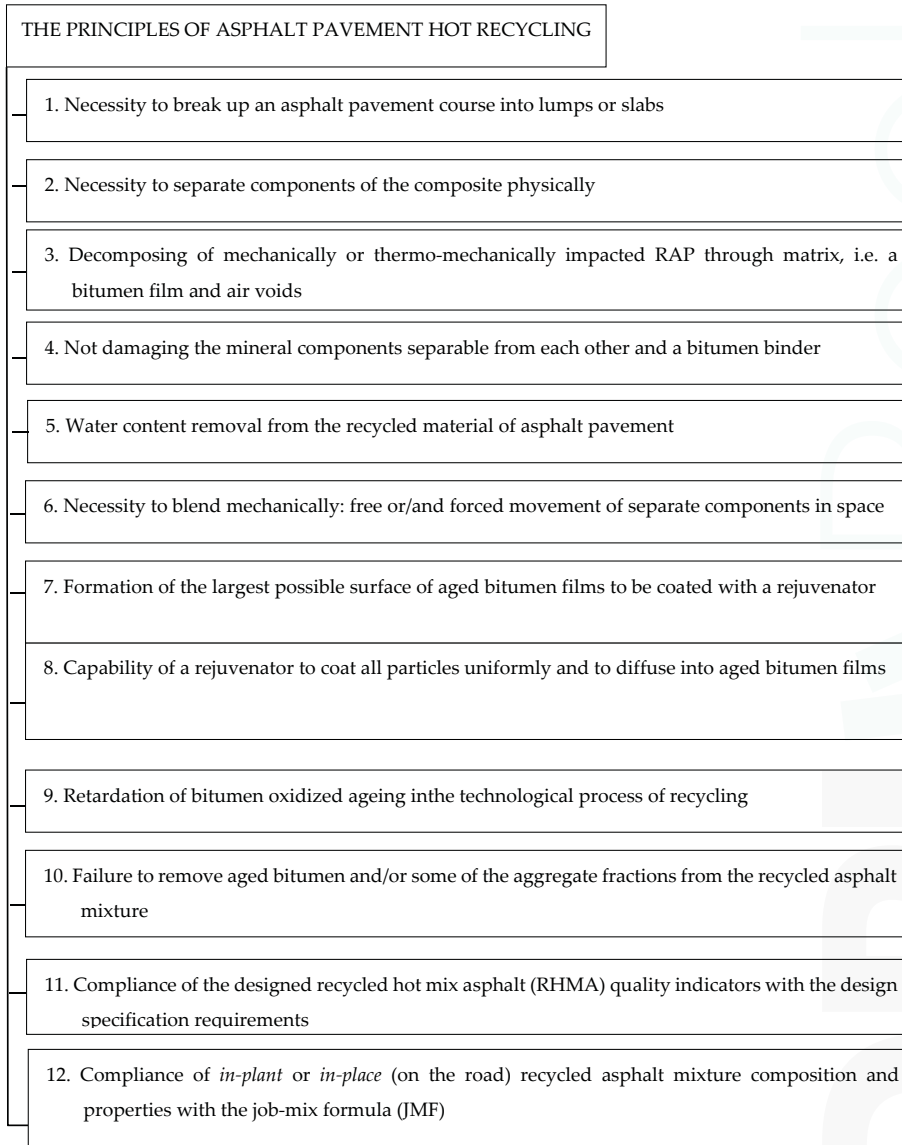 THE PRINCIPLES OF ASPHALT PAVEMENT HOT RECYCLING
1. Necessity to break up an asphalt pavement course into lumps or slabs
2. Necessity to separate components of the composite physically
3. Decomposing of mechanically or thermo-mechanically impacted RAP through matrix, i.e. a
bitumen film and air voids
4. Not damaging the mineral components separable from each other and a bitumen binder
5. Water content removal from the recycled material of asphalt pavement
6. Necessity to blend mechanically: free or/and forced movement of separate components in space
7. Formation of the largest possible surface of aged bitumen films to be coated with a rejuvenator
8. Capability of a rejuvenator to coat all particles uniformly and to diffuse into aged bitumen films
9. Retardation of bitumen oxidized ageing inthe technological process of recycling
10. Failure to remove aged bitumen and/or some of the aggregate fractions from the recycled asphalt
mixture
11. Compliance of the designed recycled hot mix asphalt (RHMA) quality indicators with the design
specification requirements
12. Compliance of in-plant or in-place (on the road) recycled asphalt mixture composition and
properties with the job-mix formula (JMF)